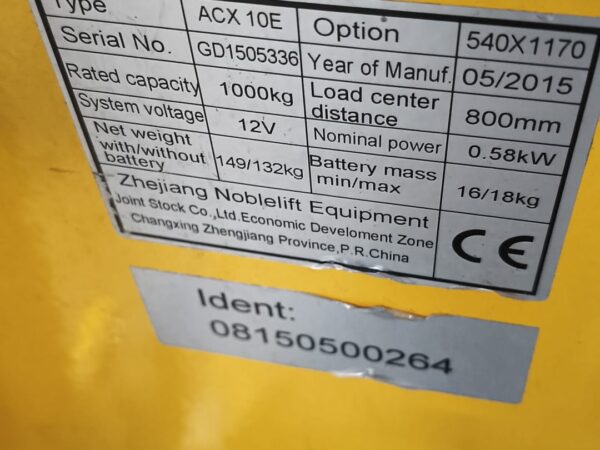 Type ACX 10E Option 540X1170
Serial No. GD1505336 Year of Manuf. 05/2015
Rated capacity 1000kg Load center distance 800mm
System voltage 12V Nominal power 0.58kW
Net weight with/without battery 149/132kg Battery mass min/max 16/18kg
Zhejiang Noblelift Equipment
Joint Stock Co.,Ltd.Economic Develoment Zone
Changxing Zhengjiang Province,P.R.China
CE
Ident:
08150500264